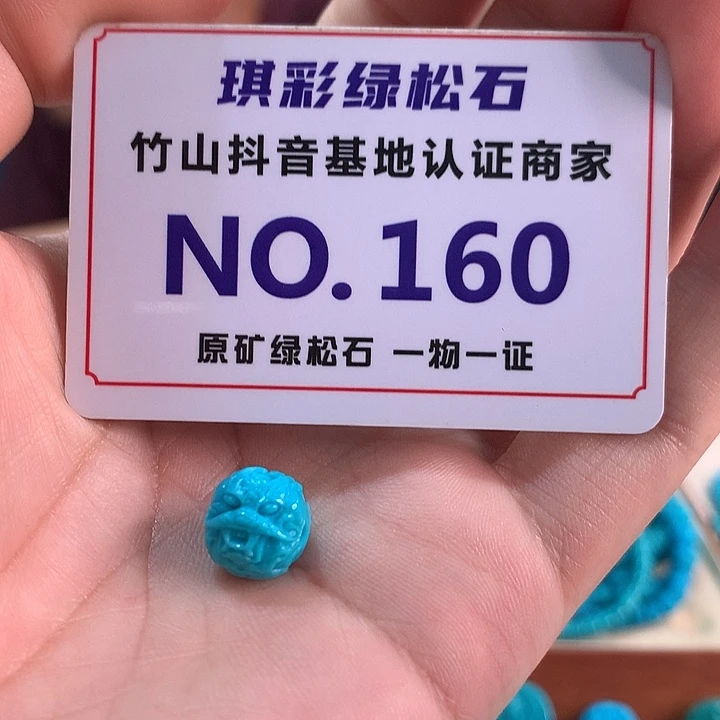 琪彩绿松石
竹山抖音基地认证商家
NO.160
原矿绿松石 一物一证